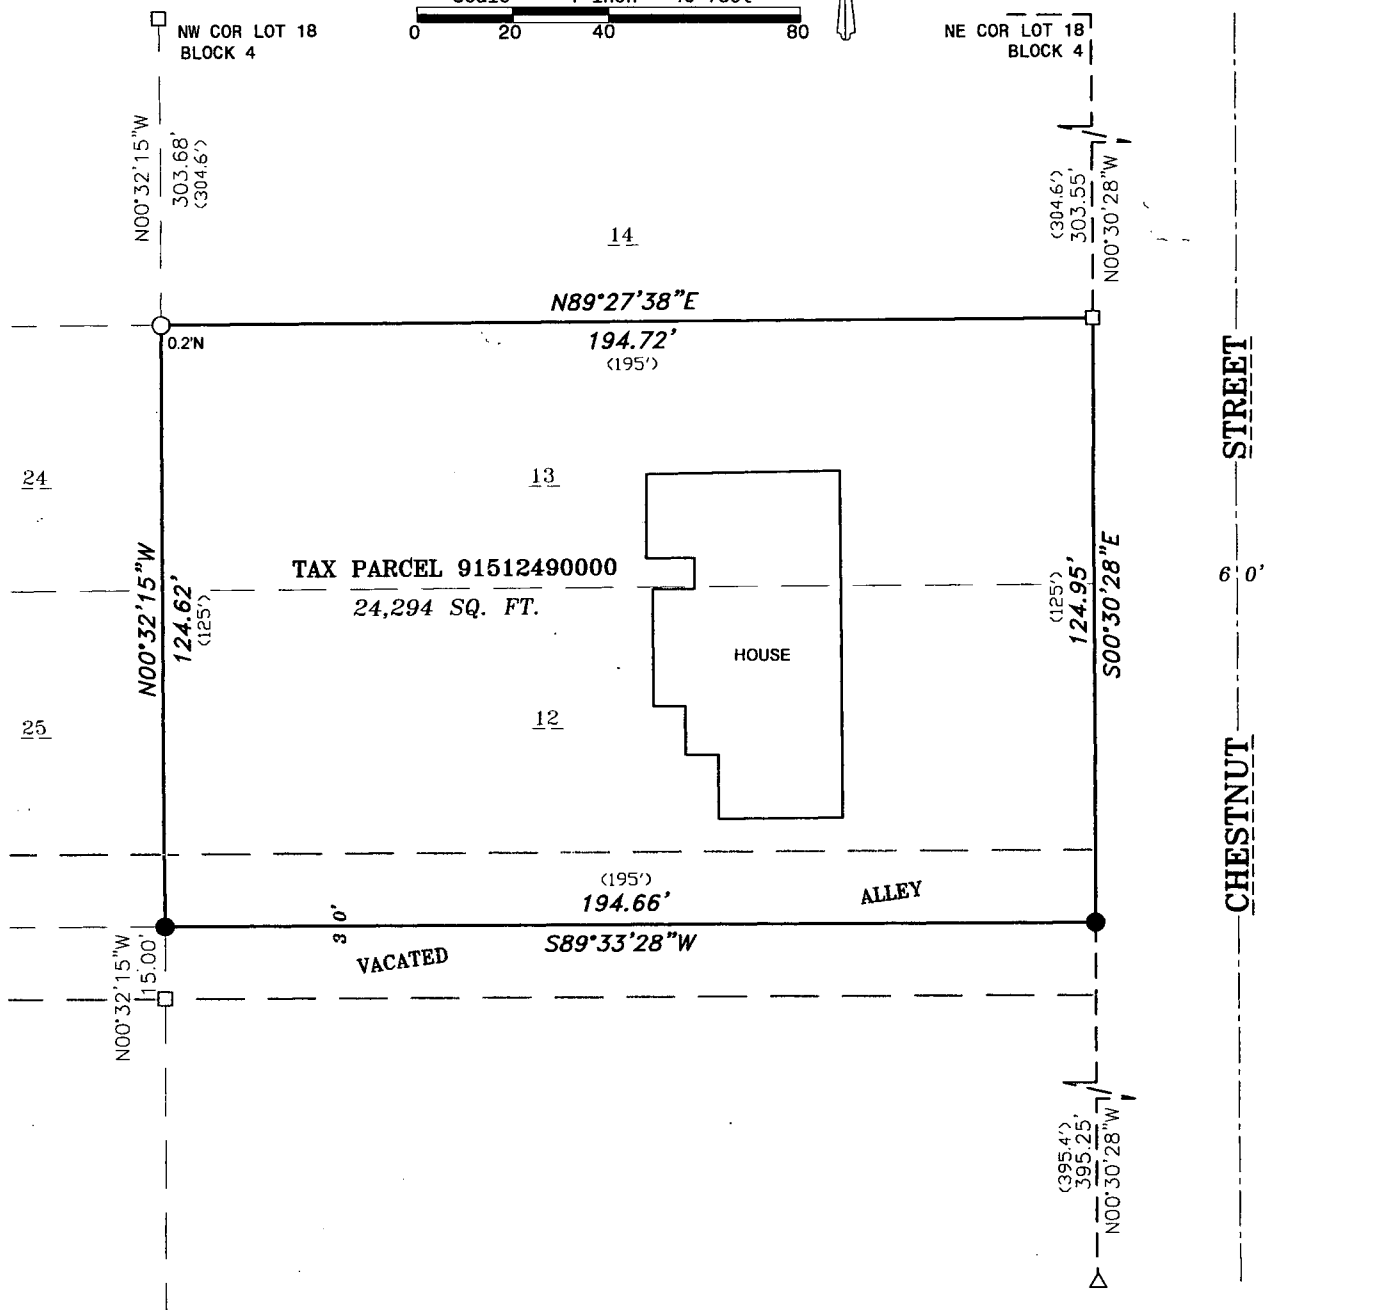 0 20 40 80
NW COR LOT 18
BLOCK 4
NE COR LOT 18
BLOCK 4
N00°32'15"W
303.68'
(304.6')
(304.6')
303.55'
N00°30'28"W
14
N89°27'38"E
194.72'
(195')
0.2'N
STREET
24
13
TAX PARCEL 91512490000
24,294 SQ. FT.
N00°32'15"W
124.62'
(125')
(125')
124.95'
S00°30'28"E
60'
HOUSE
25
12
CHESTNUT
(195')
194.66'
ALLEY
30'
S89°33'28"W
VACATED
N00°32'15"W
15.00'
(395.4')
395.25'
N00°30'28"W